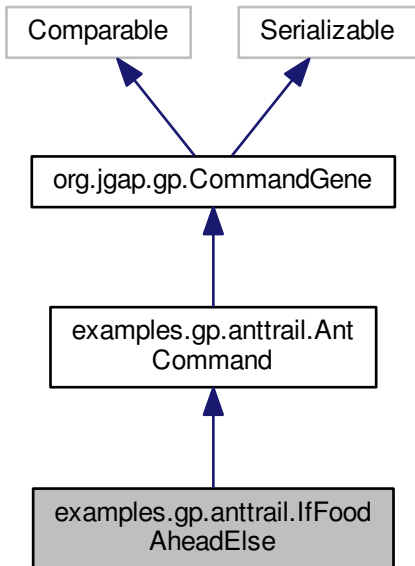 Comparable
Serializable
org.jgap.gp.CommandGene
examples.gp.anttrail.Ant
Command
examples.gp.anttrail.IfFood
AheadElse